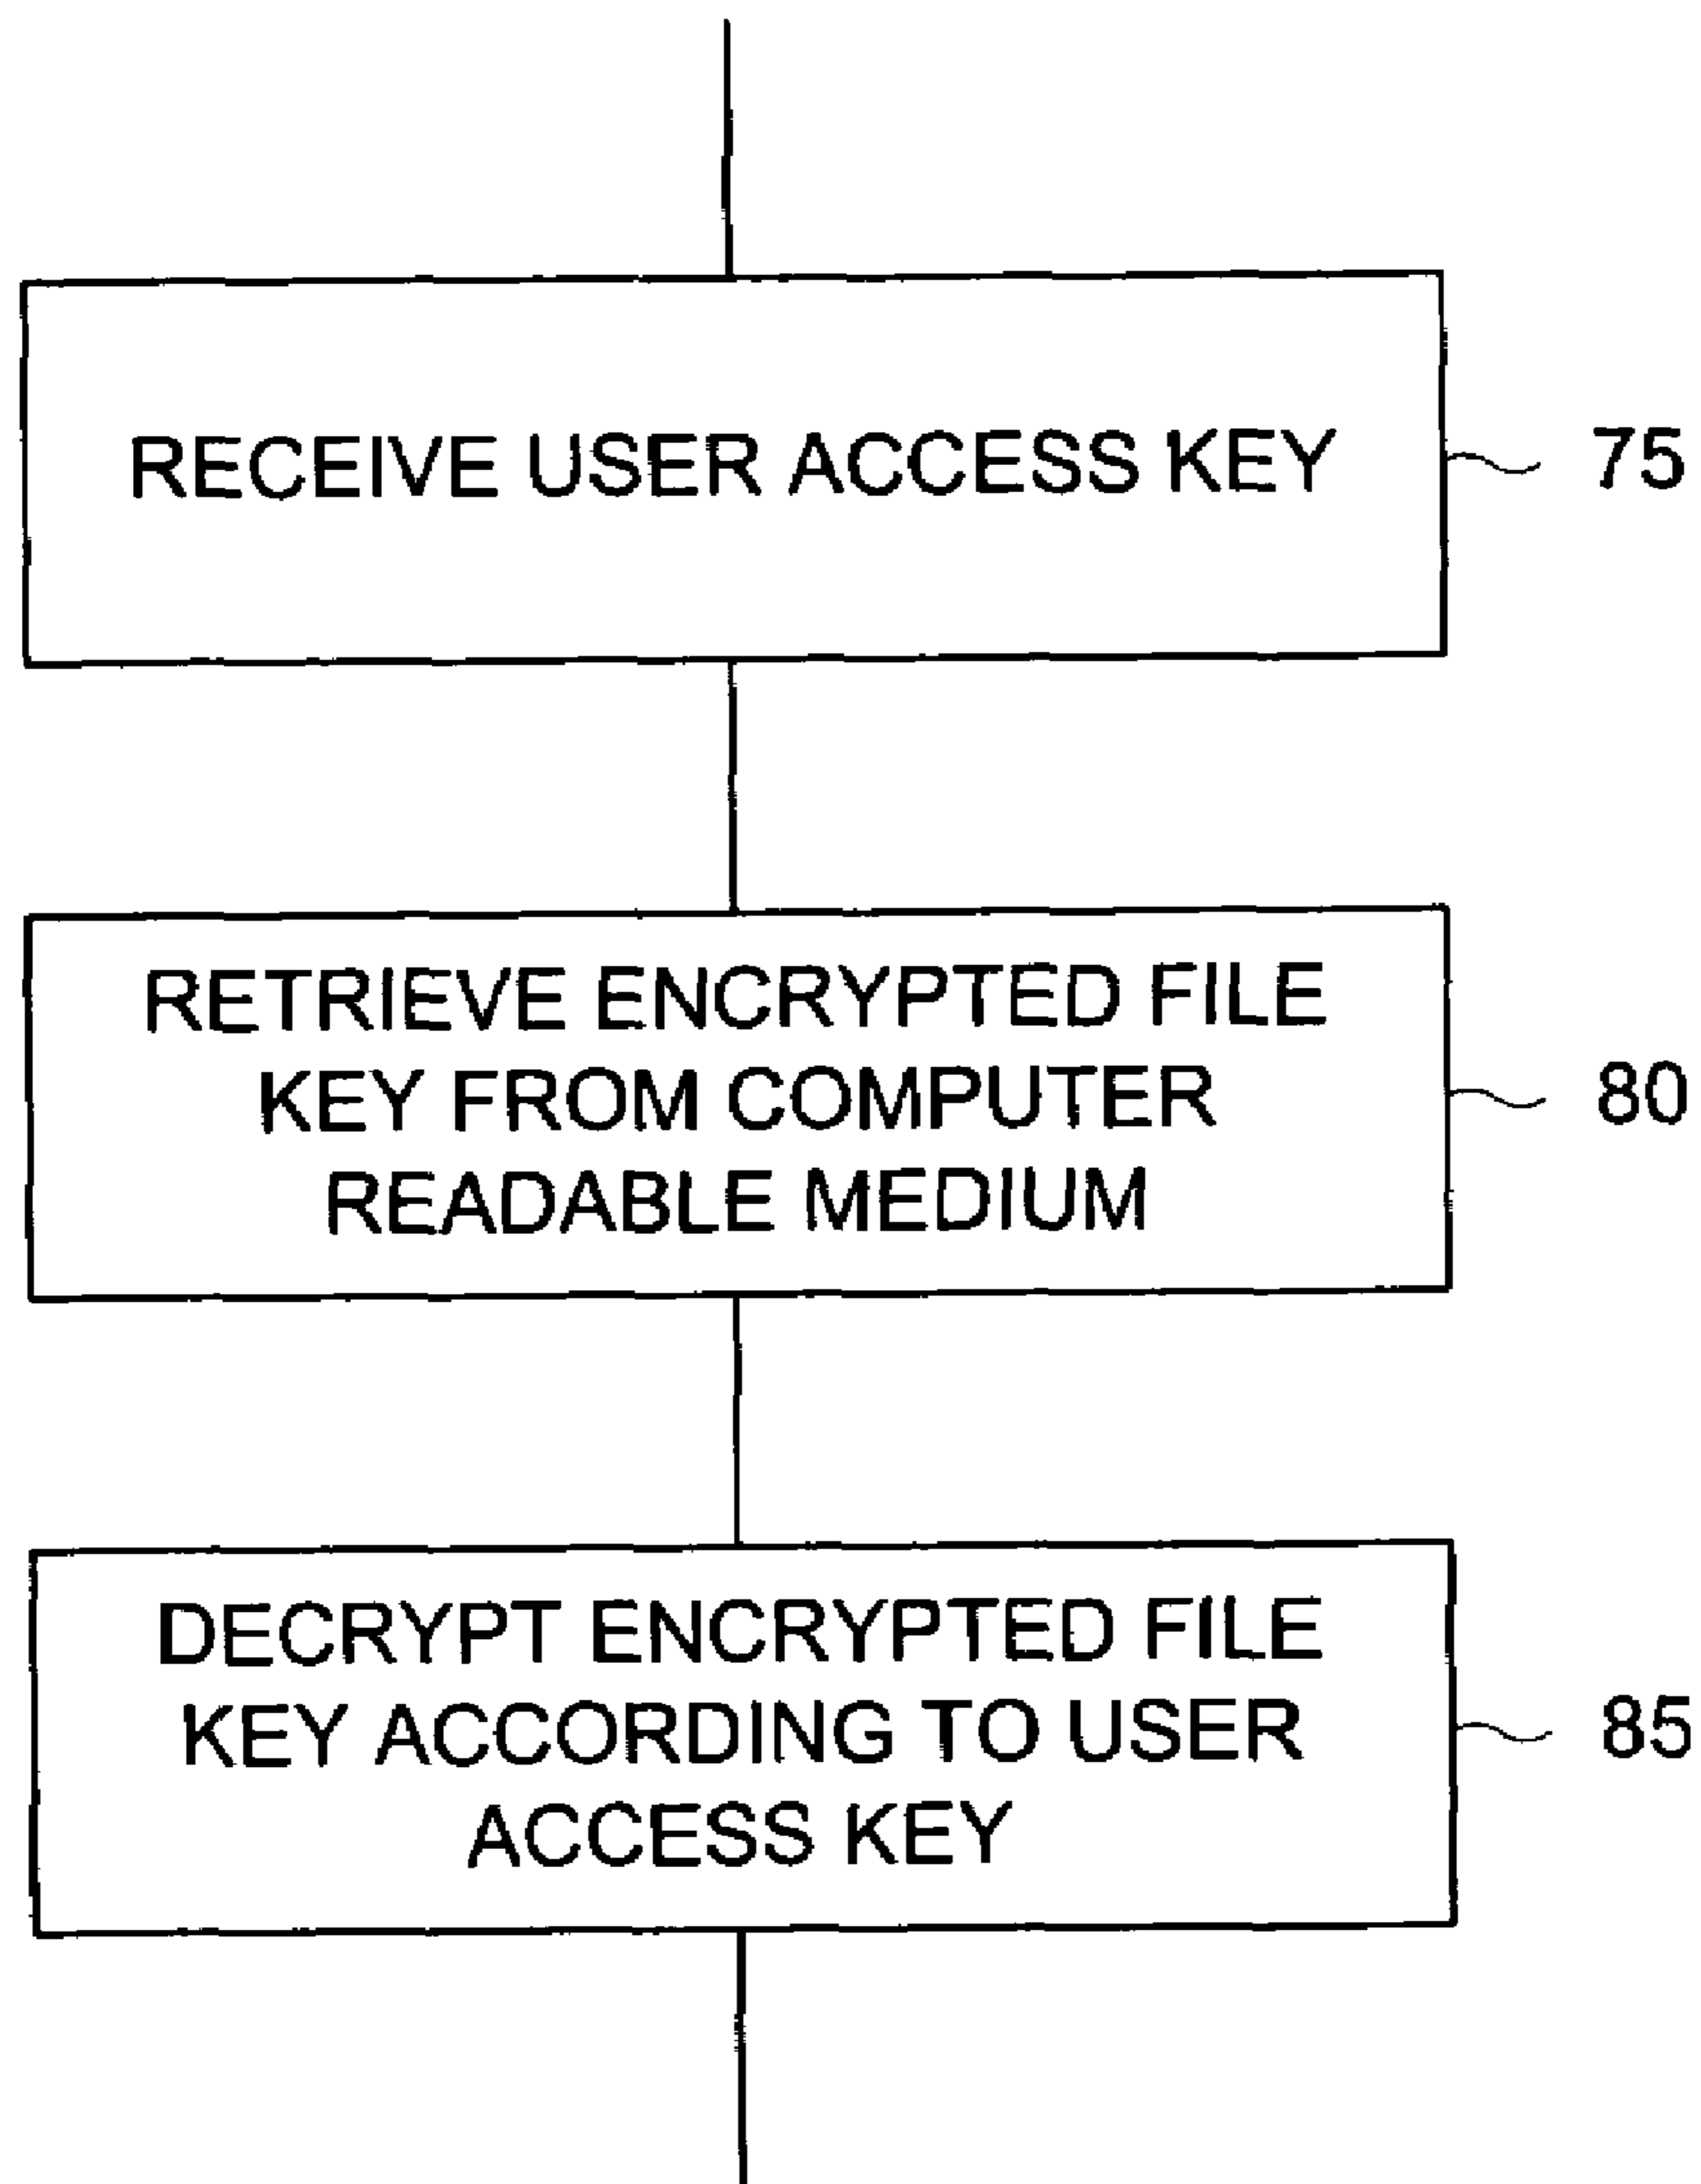 RECEIVE USER ACCESS KEY
75
RETRIEVE ENCRYPTED FILE
KEY FROM COMPUTER
READABLE MEDIUM
80
DECRYPT ENCRYPTED FILE
KEY ACCORDING TO USER
ACCESS KEY
85